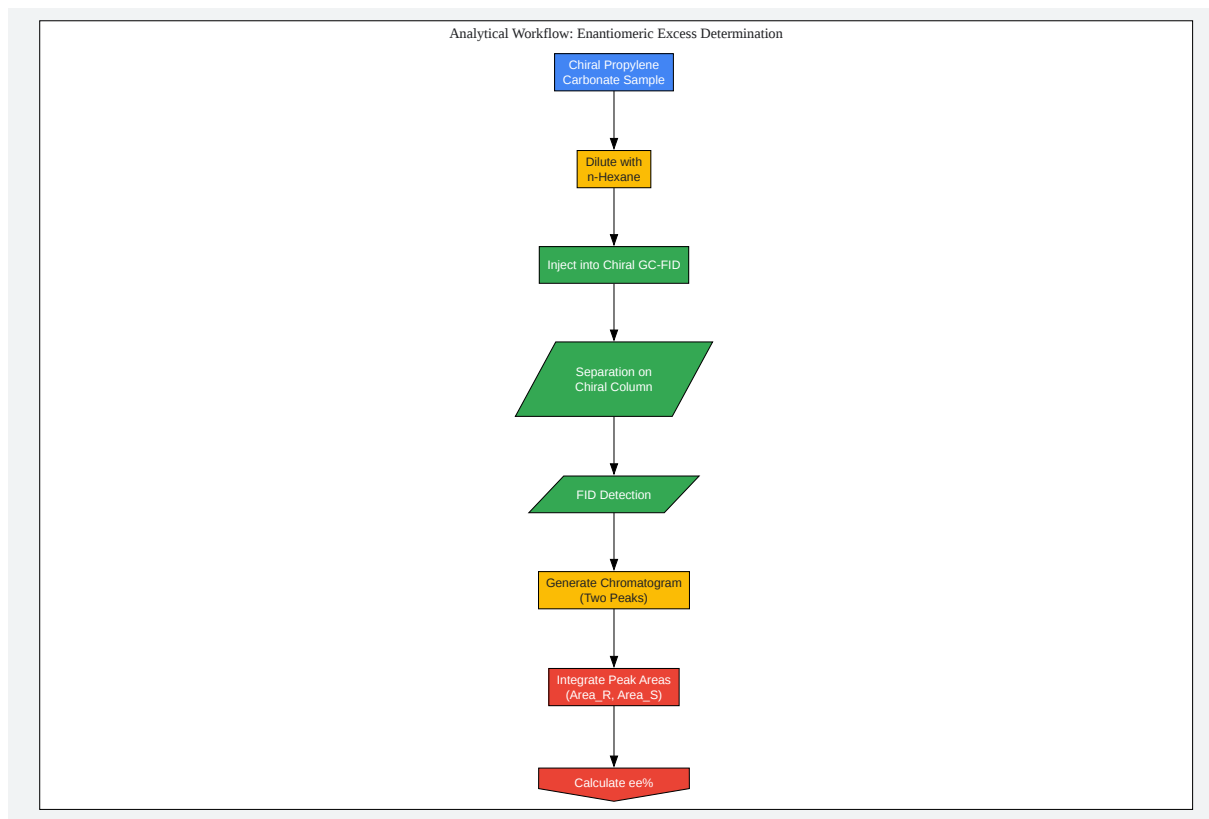 Analytical Workflow: Enantiomeric Excess Determination
Chiral Propylene
Carbonate Sample
Dilute with
n-Hexane
Inject into Chiral GC-FID
Separation on
Chiral Column
FID Detection
Generate Chromatogram
(Two Peaks)
Integrate Peak Areas
(Area_R, Area_S)
Calculate ee%